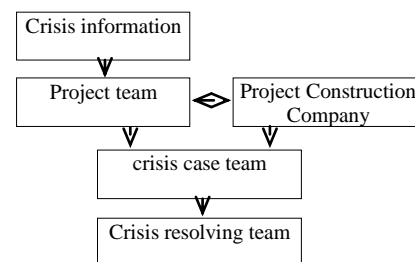 Crisis information
Project team
Project Construction
Company
crisis case team
Crisis resolving team